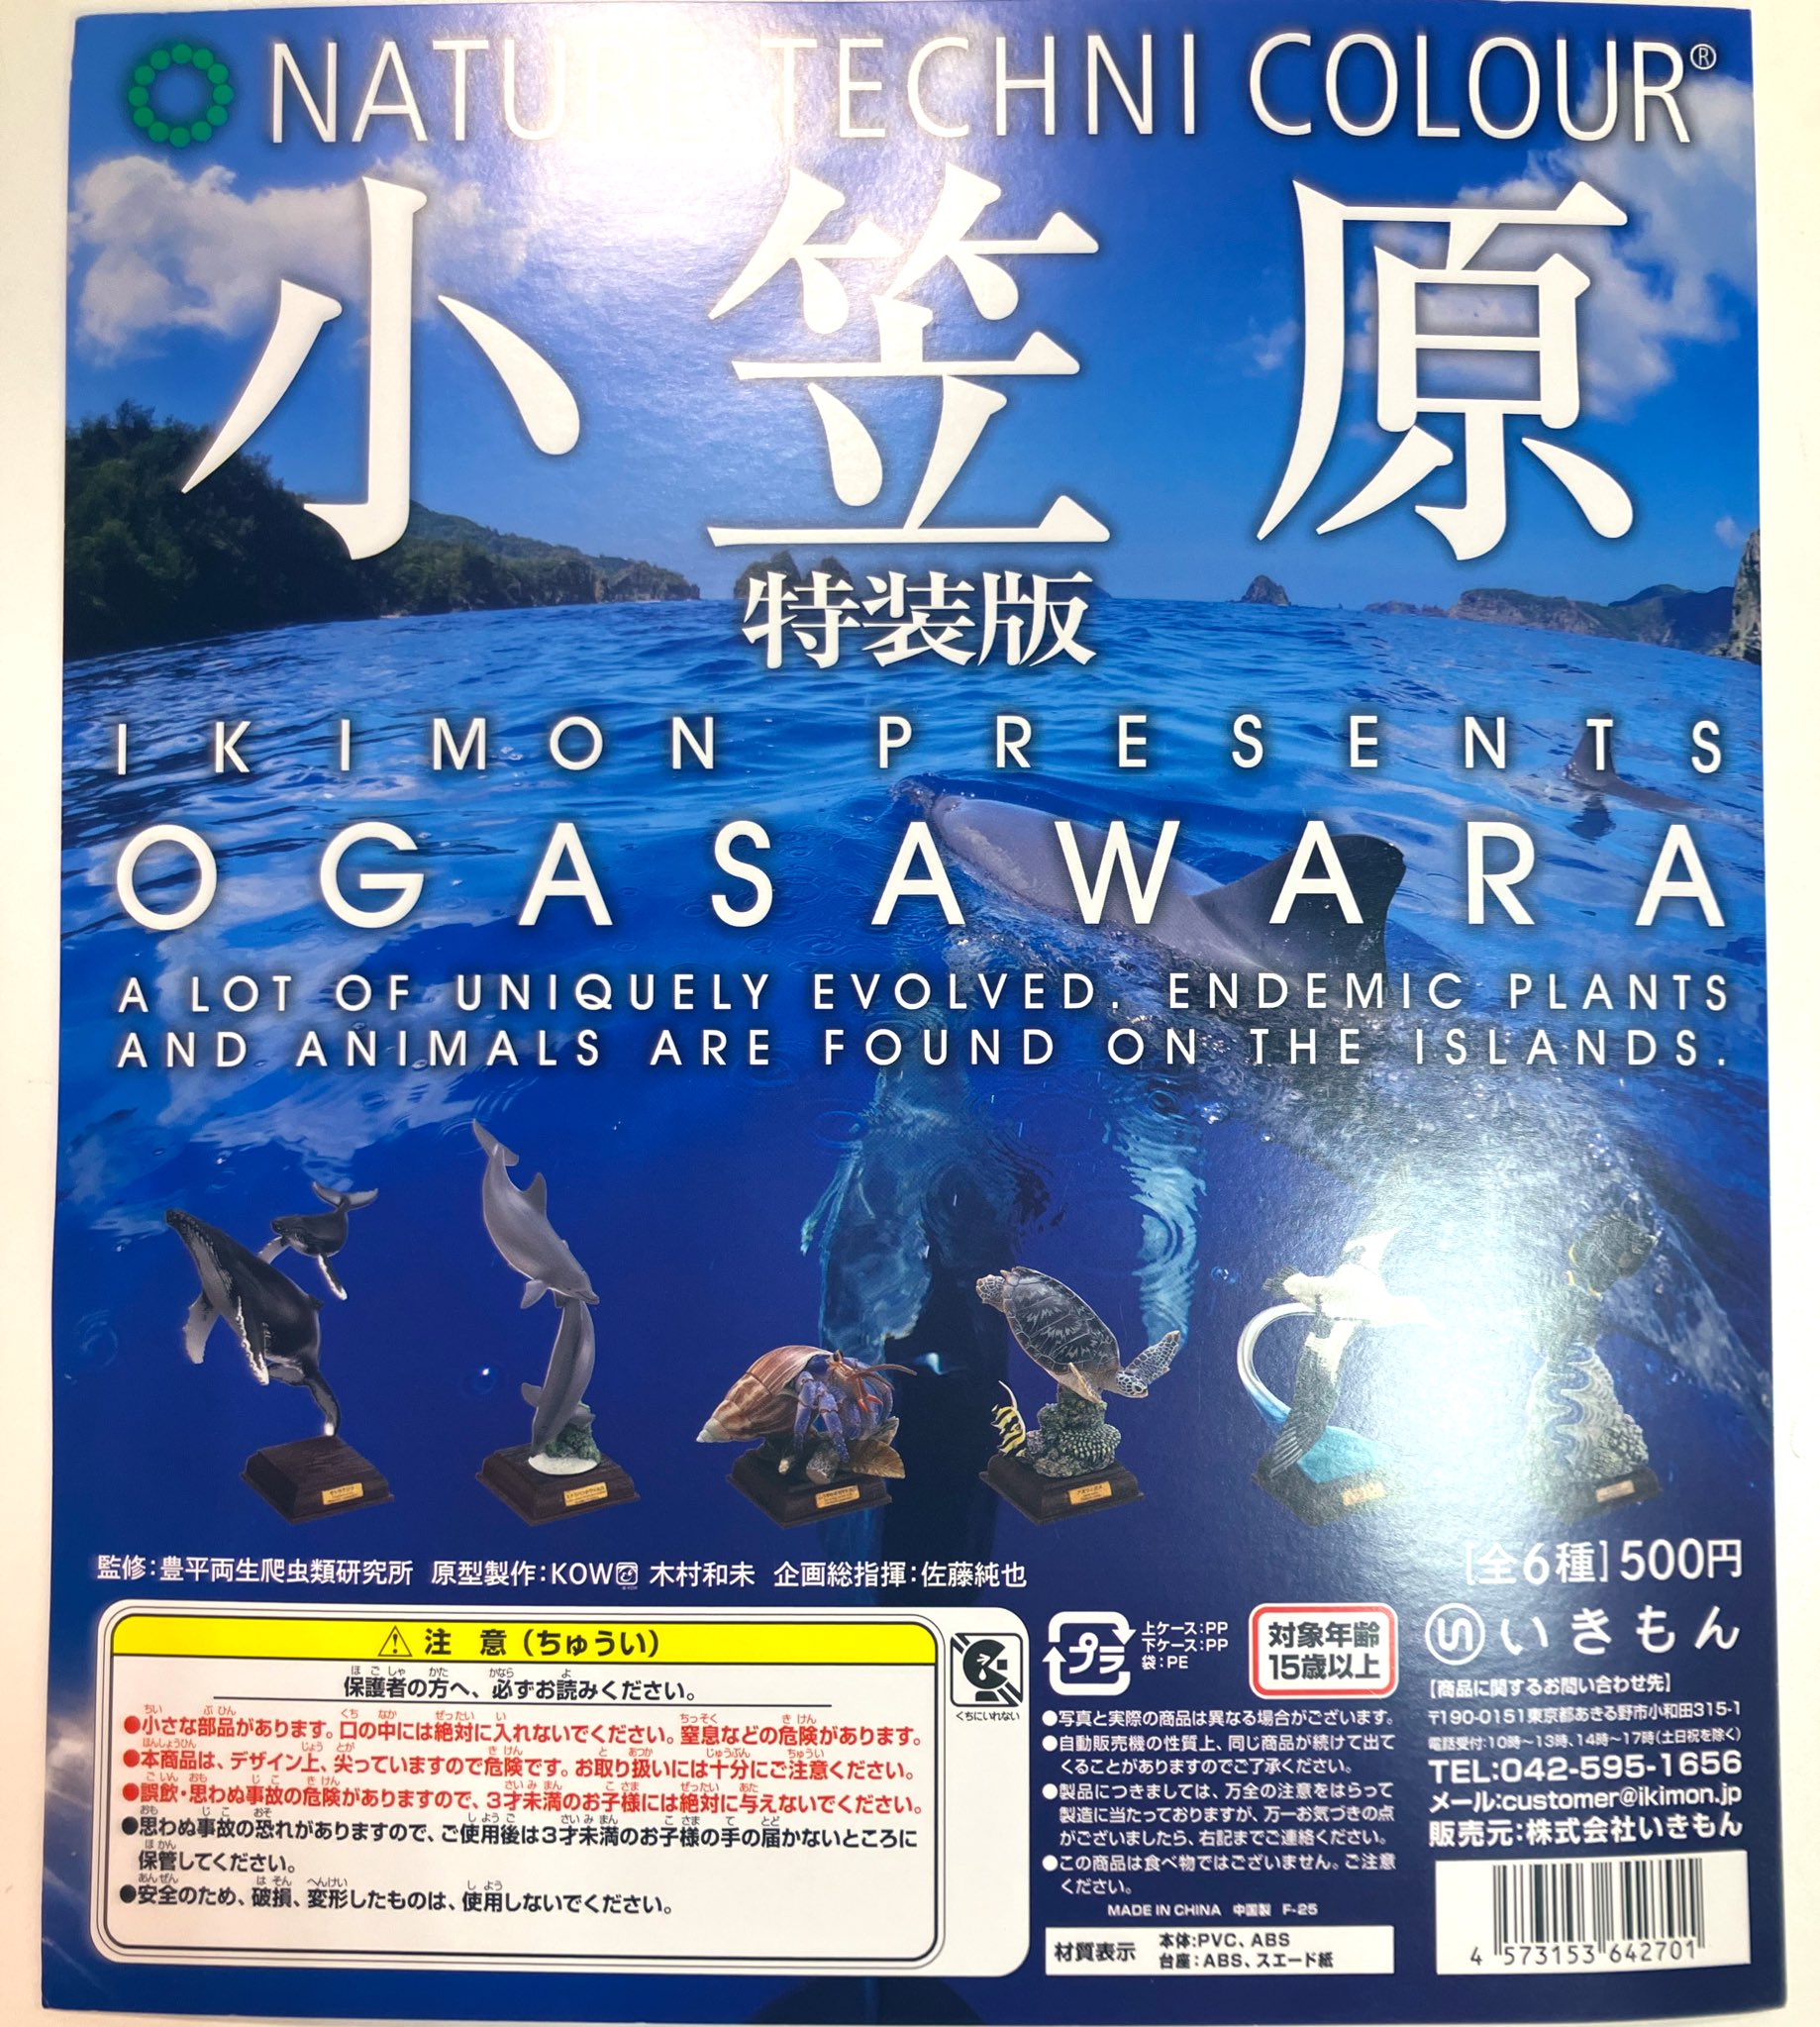 NATURE TECHNI COLOUR®
小笠原
特装版
IKIMON PRESENTS
OGASAWARA
A LOT OF UNIQUELY EVOLVED, ENDEMIC PLANTS
AND ANIMALS ARE FOUND ON THE ISLANDS.
監修:豊平両生爬虫類研究所 原型製作:KOW 木村和未 企画総指揮:佐藤純也
[全6種]500円
⚠注 意(ちゅうい)
保護者の方へ、必ずお読みください。
●小さな部品があります。口の中には絶対に入れないでください。窒息などの危険があります。
●本商品は、デザイン上、尖っていますので危険です。お取り扱いには十分にご注意ください。
●誤飲・思わぬ事故の危険がありますので、3才未満のお子様には絶対に与えないでください。
●思わぬ事故の恐れがありますので、ご使用後は3才未満のお子様の手の届かないところに
保管してください。
●安全のため、破損、変形したものは、使用しないでください。
くちにいれない
プラ
上ケース:PP
下ケース:PP
袋:PE
対象年齢
15歳以上
●写真と実際の商品は異なる場合がございます。
●自動販売機の性質上、同じ商品が続けて出て
くることがありますのでご了承ください。
●製品につきましては、万全の注意をはらって
製造に当たっておりますが、万一お気づきの点
がございましたら、右記までご連絡ください。
●この商品は食べ物ではございません。ご注意
ください。
MADE IN CHINA 中国製 F-25
材質表示
本体:PVC、ABS
台座:ABS、スエード紙
いきもん
【商品に関するお問い合わせ先】
〒190-0151東京都あきる野市小和田315-1
電話受付:10時〜13時、14時〜17時(土日祝を除く)
TEL:042-595-1656
メール:customer@ikimon.jp
販売元:株式会社いきもん
4 573153 642701